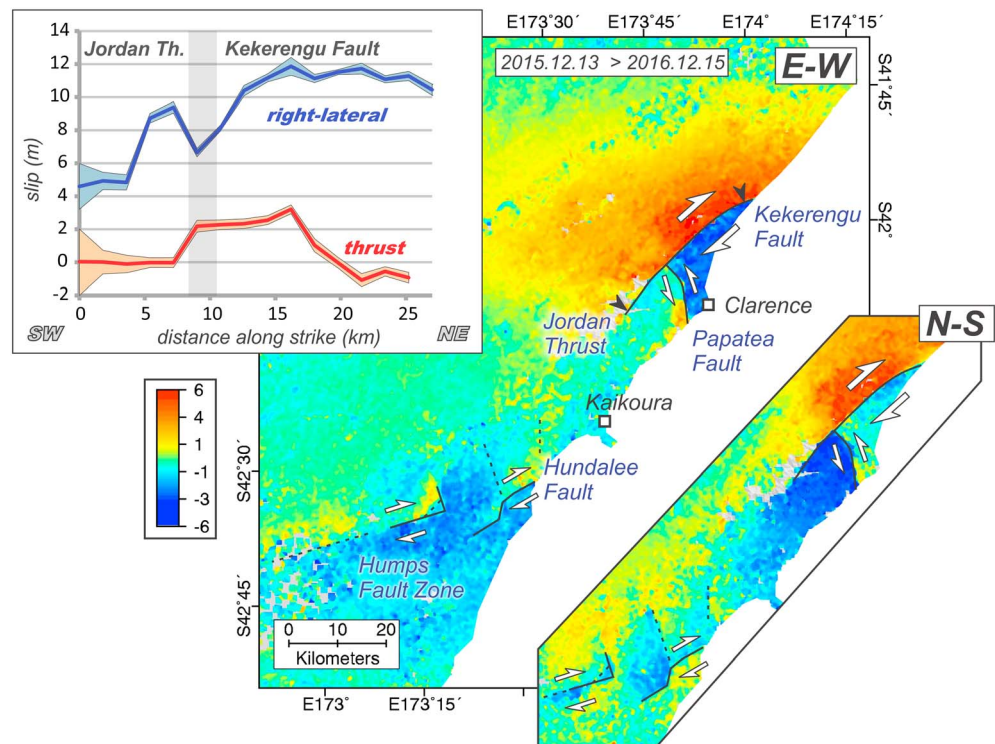 slip (m)
14
12
10
8
6
4
2
0
-2
Jordan Th.
Kekerengu Fault
right-lateral
thrust
0
5
10
15
20
25
SW
distance along strike (km)
NE
E173°30´
E173°45´
E174°
E174°15´
2015.12.13 > 2016.12.15
E-W
S41°45´
S42°
Kekerengu
Fault
Clarence
Jordan
Thrust
Papatea
Fault
N-S
6
4
1
-1
-3
-6
Kaikoura
S42°30´
Hundalee
Fault
Humps
Fault Zone
S42°45´
0
10
20
Kilometers
E173°
E173°15´